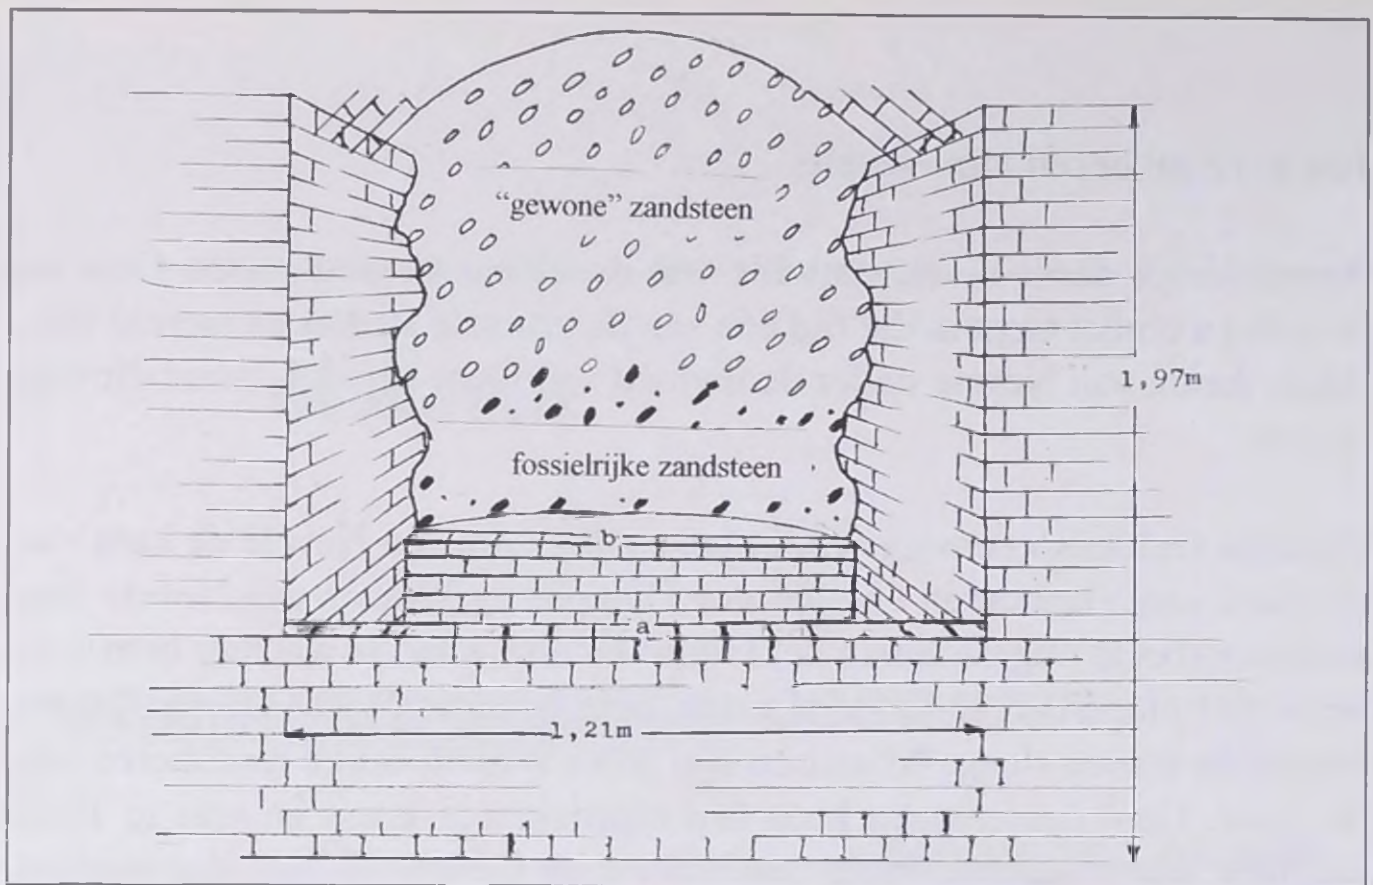 “gewone” zandsteen
1,97m
fossielrijke zandsteen
b
a
1,21m